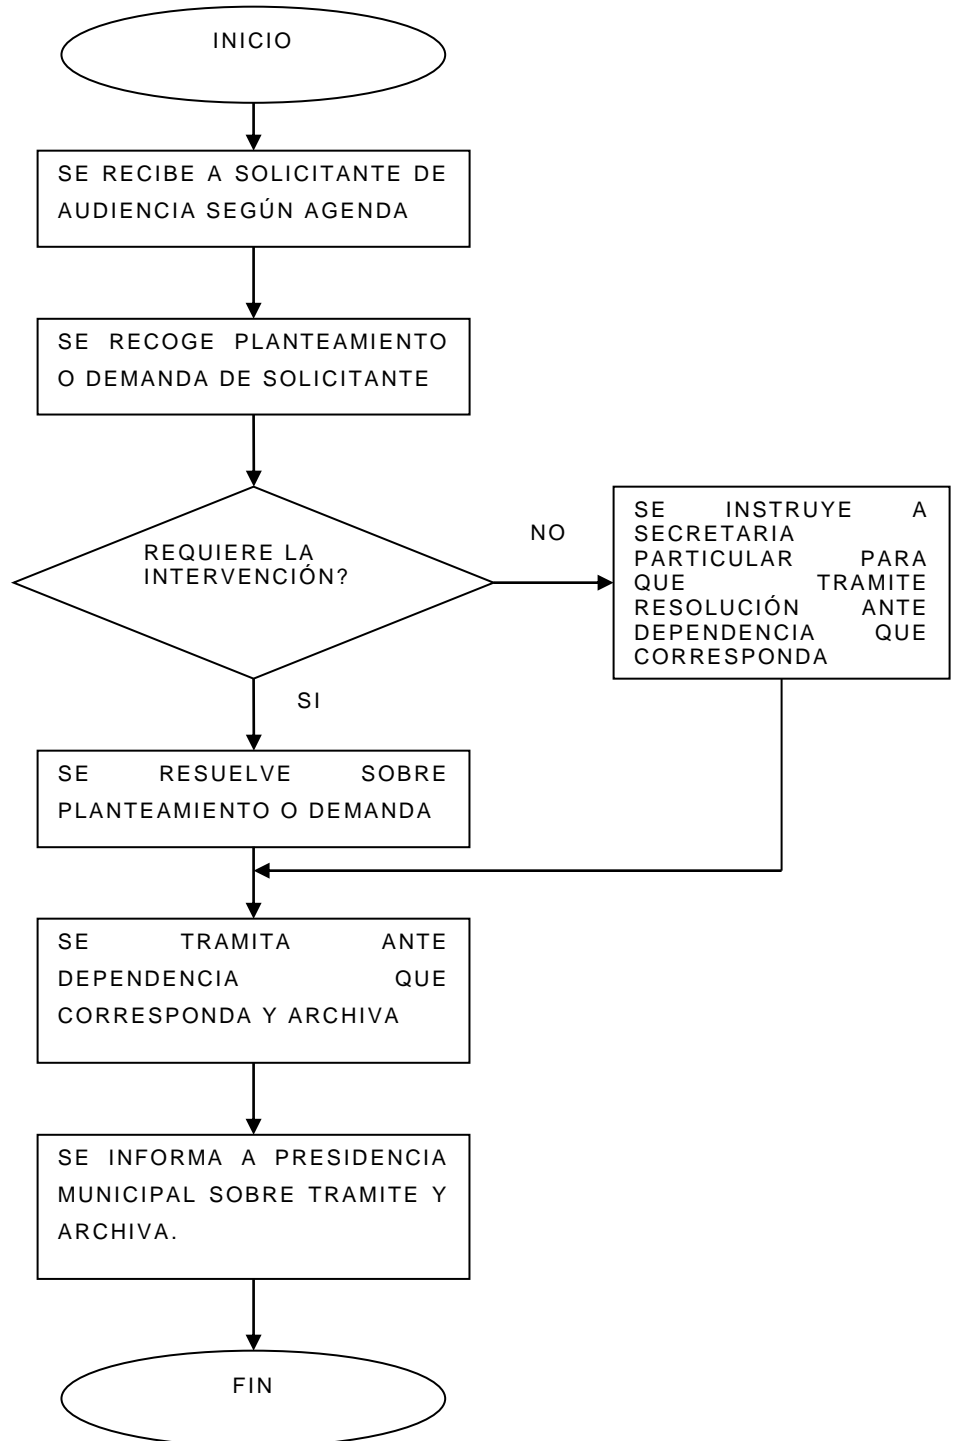 INICIO
SE RECIBE A SOLICITANTE DE
AUDIENCIA SEGÚN AGENDA
SE RECOGE PLANTEAMIENTO
O DEMANDA DE SOLICITANTE
REQUIERE LA
INTERVENCIÓN?
NO
SE INSTRUYE A
SECRETARIA
PARTICULAR PARA
QUE TRAMITE
RESOLUCIÓN ANTE
DEPENDENCIA QUE
CORRESPONDA
SI
SE RESUELVE SOBRE
PLANTEAMIENTO O DEMANDA
SE TRAMITA ANTE
DEPENDENCIA QUE
CORRESPONDA Y ARCHIVA
SE INFORMA A PRESIDENCIA
MUNICIPAL SOBRE TRAMITE Y
ARCHIVA.
FIN